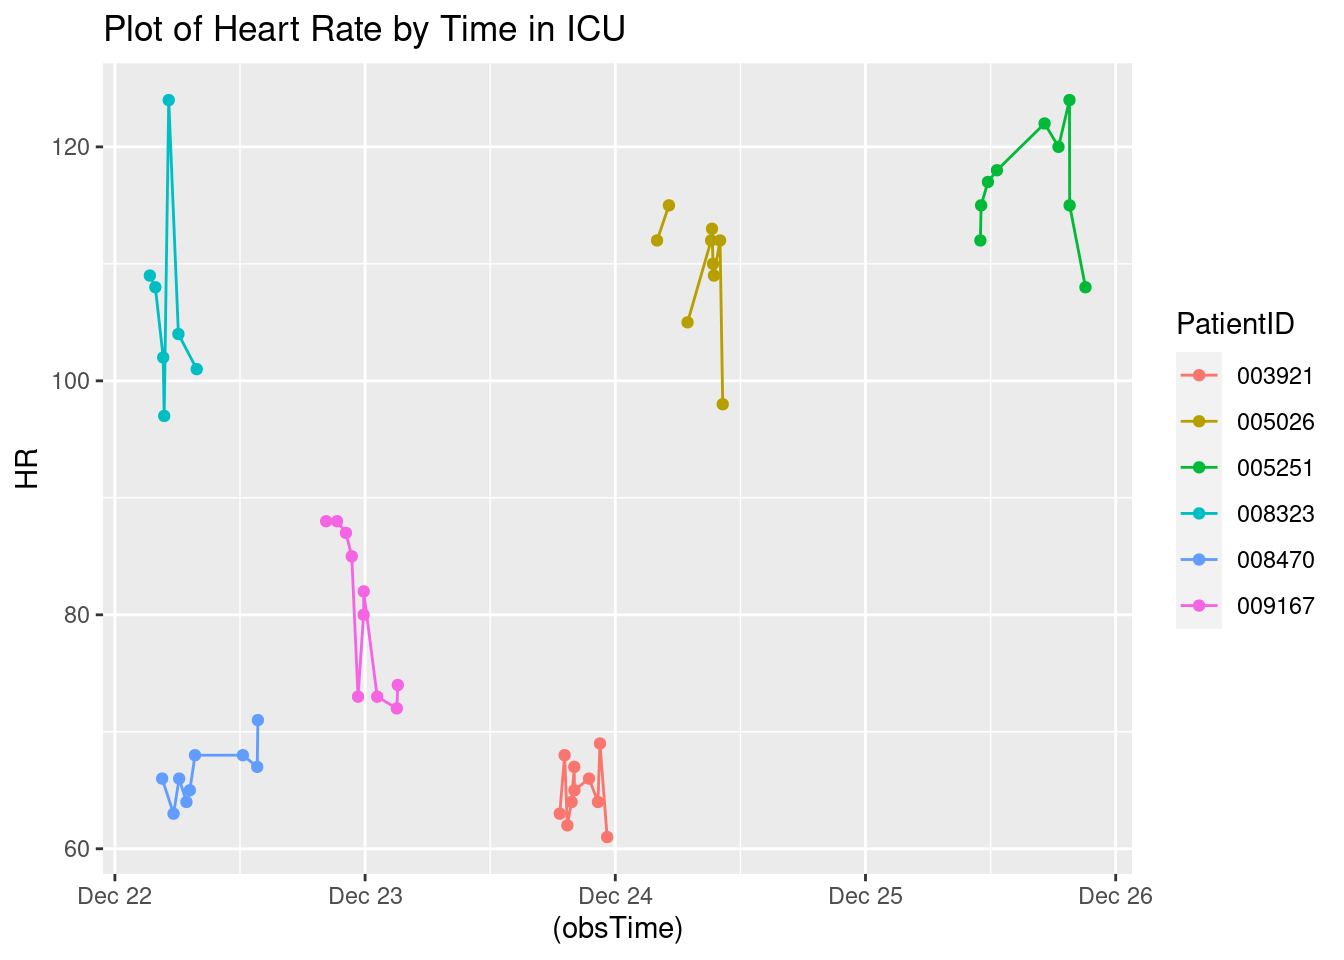 Plot of Heart Rate by Time in ICU
120
100
80
60
HR
Dec 22
Dec 23
Dec 24
Dec 25
Dec 26
(obsTime)
PatientID
003921
005026
005251
008323
008470
009167